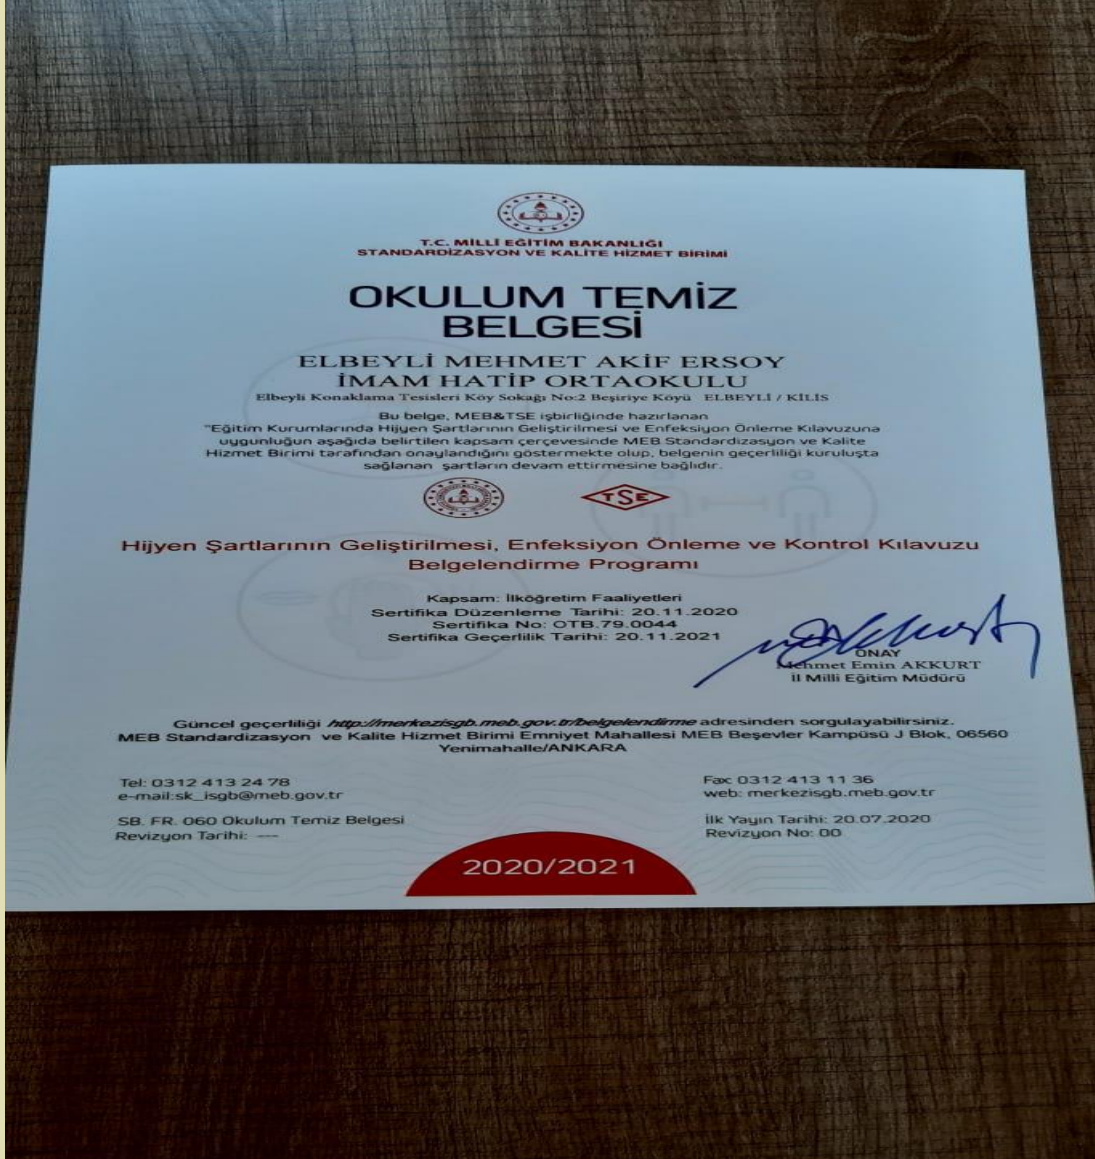 T.C. MİLLÎ EĞİTİM BAKANLIĞI
STANDARDİZASYON VE KALİTE HİZMET BİRİMİ
OKULUM TEMİZ
BELGESİ
ELBEYLİ MEHMET AKİF ERSOY
İMAM HATİP ORTAOKULU
Elbeyli Konaklama Tesisleri Köy Sokağı No:2 Beşiriye Köyü ELBEYLİ / KİLİS
Bu belge, MEB&TSE işbirliğinde hazırlanan
"Eğitim Kurumlarında Hijyen Şartlarının Geliştirilmesi ve Enfeksiyon Önleme Kılavuzuna
uygunluğun aşağıda belirtilen kapsam çerçevesinde MEB Standardizasyon ve Kalite
Hizmet Birimi tarafından onaylandığını göstermekte olup, belgenin geçerliliği kuruluşta
sağlanan şartların devam ettirmesine bağlıdır.
TSE
Hijyen Şartlarının Geliştirilmesi, Enfeksiyon Önleme ve Kontrol Kılavuzu
Belgelendirme Programı
Kapsam: İlköğretim Faaliyetleri
Sertifika Düzenleme Tarihi: 20.11.2020
Sertifika No: OTB.79.0044
Sertifika Geçerlilik Tarihi: 20.11.2021
ONAY
Mehmet Emin AKKURT
İl Milli Eğitim Müdürü
Güncel geçerliliği http://merkezisgb.meb.gov.tr/belgelendirme adresinden sorgulayabilirsiniz.
MEB Standardizasyon ve Kalite Hizmet Birimi Emniyet Mahallesi MEB Beşevler Kampüsü J Blok, 06560
Yenimahalle/ANKARA
Tel: 0312 413 24 78
e-mail:sk_isgb@meb.gov.tr
Fax: 0312 413 11 36
web: merkezisgb.meb.gov.tr
SB. FR. 060 Okulum Temiz Belgesi
Revizyon Tarihi: ---
İlk Yayın Tarihi: 20.07.2020
Revizyon No: 00
2020/2021